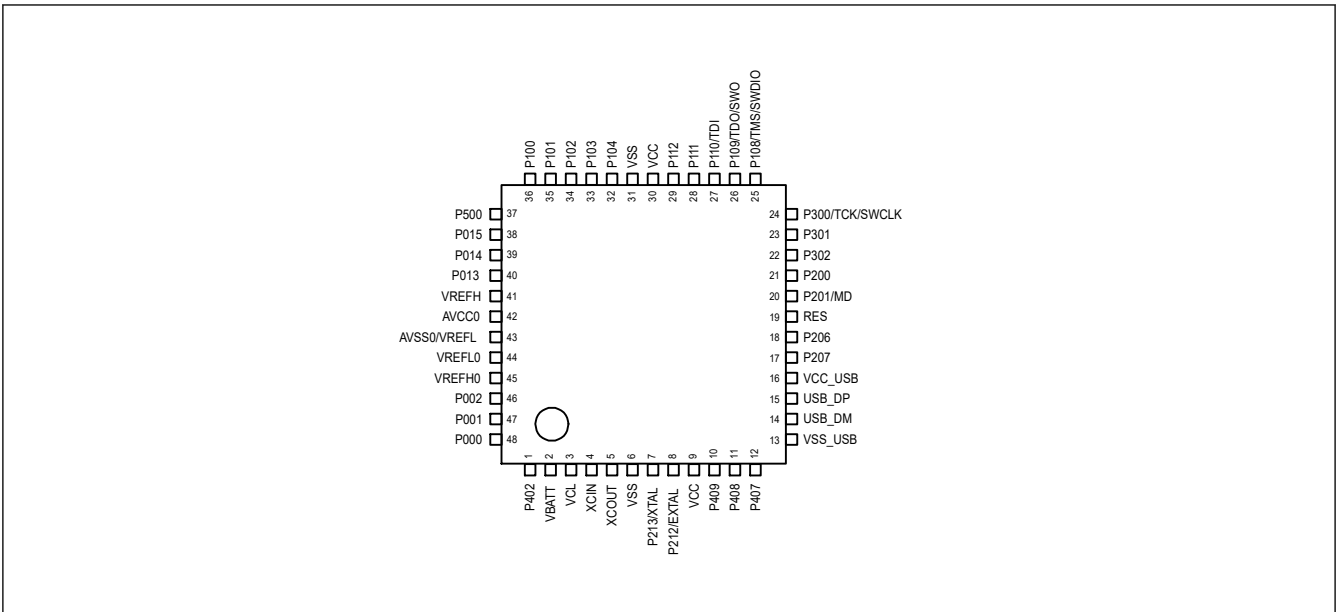 P100
P101
P102
P103
P104
VSS
VCC
P112
P111
P110/TDI
P109/TDO/SWO
P108/TMS/SWDIO
36
35
34
33
32
31
30
29
28
27
26
25
P500 37
P015 38
P014 39
P013 40
VREFH 41
AVCC0 42
AVSS0/VREFL 43
VREFL0 44
VREFH0 45
P002 46
P001 47
P000 48
24 P300/TCK/SWCLK
23 P301
22 P302
21 P200
20 P201/MD
19 RES
18 P206
17 P207
16 VCC_USB
15 USB_DP
14 USB_DM
13 VSS_USB
1
2
3
4
5
6
7
8
9
10
11
12
P402
VBATT
VCL
XCIN
XCOUT
VSS
P213/XTAL
P212/EXTAL
VCC
P409
P408
P407